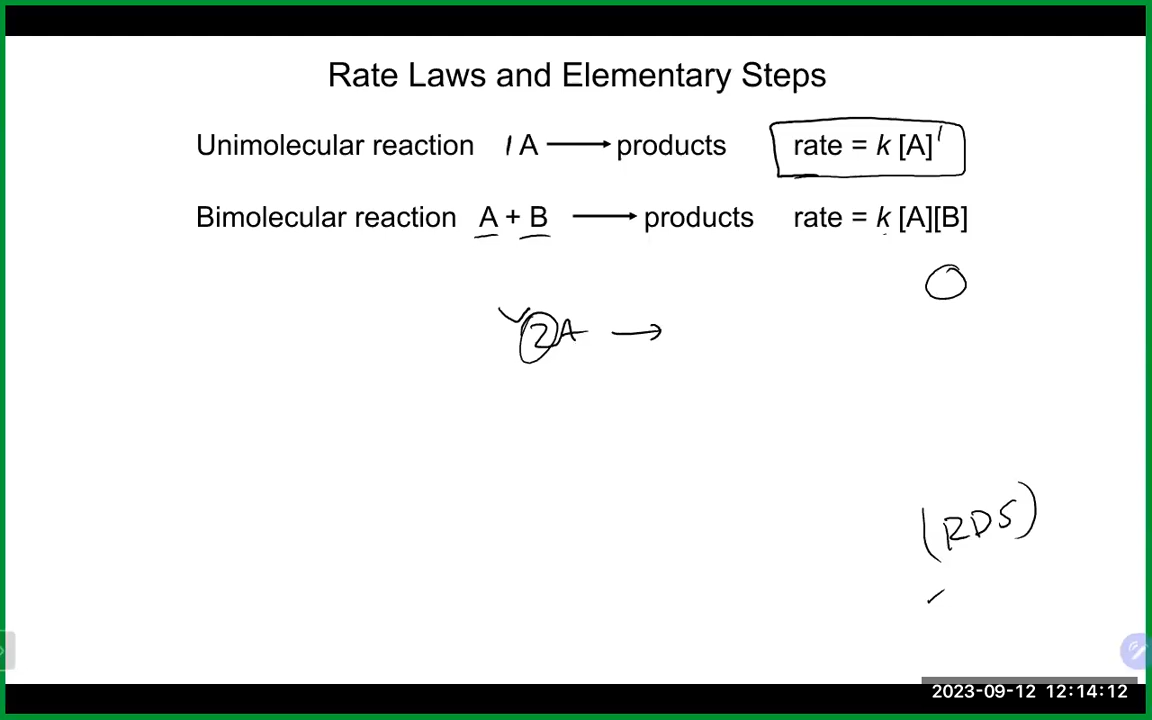 Rate Laws and Elementary Steps
Unimolecular reaction 1 A ⟶ products rate = k [A]¹
Bimolecular reaction A + B ⟶ products rate = k [A][B]
2A →
(RDS)
2023-09-12 12:14:12